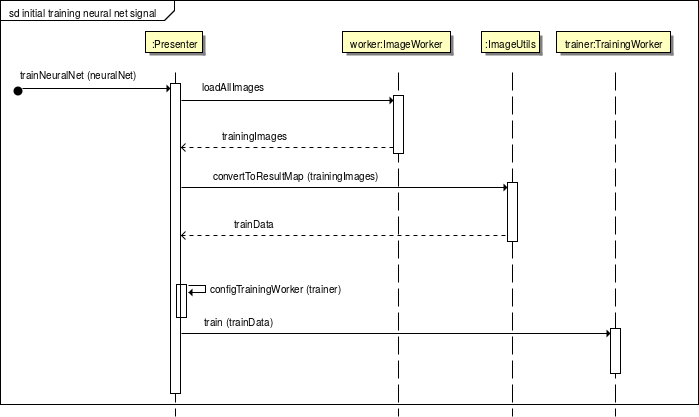 sd initial training neural net signal
:Presenter
worker:ImageWorker
:ImageUtils
trainer:TrainingWorker
trainNeuralNet (neuralNet)
loadAllImages
trainingImages
convertToResultMap (trainingImages)
trainData
configTrainingWorker (trainer)
train (trainData)